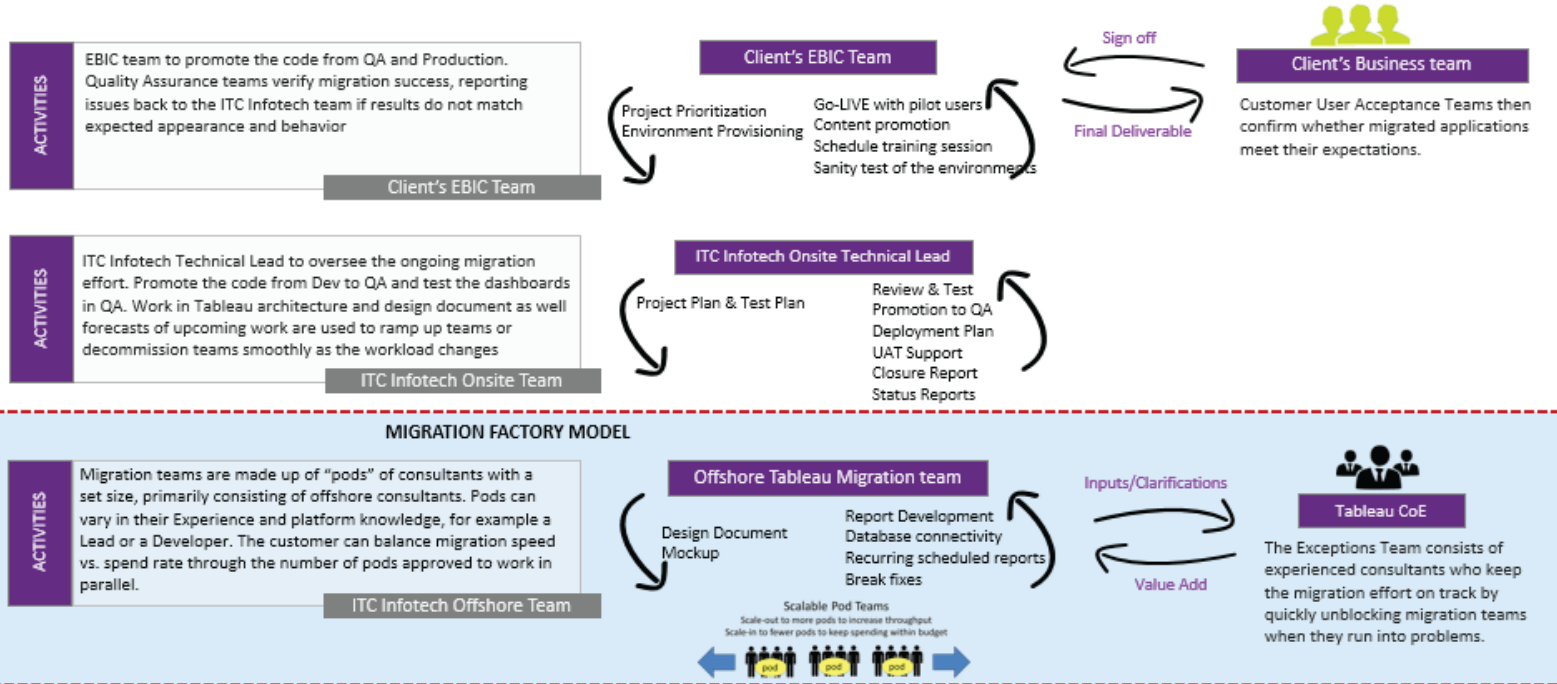 ACTIVITIES
EBIC team to promote the code from QA and Production.
Quality Assurance teams verify migration success, reporting
issues back to the ITC Infotech team if results do not match
expected appearance and behavior
Client's EBIC Team
Client's EBIC Team
Project Prioritization
Environment Provisioning
Go-LIVE with pilot users
Content promotion
Schedule training session
Sanity test of the environments
Sign off
Final Deliverable
Client's Business team
Customer User Acceptance Teams then
confirm whether migrated applications
meet their expectations.
ACTIVITIES
ITC Infotech Technical Lead to oversee the ongoing migration
effort. Promote the code from Dev to QA and test the dashboards
in QA. Work in Tableau architecture and design document as well
forecasts of upcoming work are used to ramp up teams or
decommission teams smoothly as the workload changes
ITC Infotech Onsite Team
ITC Infotech Onsite Technical Lead
Project Plan & Test Plan
Review & Test
Promotion to QA
Deployment Plan
UAT Support
Closure Report
Status Reports
MIGRATION FACTORY MODEL
ACTIVITIES
Migration teams are made up of "pods" of consultants with a
set size, primarily consisting of offshore consultants. Pods can
vary in their Experience and platform knowledge, for example a
Lead or a Developer. The customer can balance migration speed
vs. spend rate through the number of pods approved to work in
parallel.
ITC Infotech Offshore Team
Offshore Tableau Migration team
Design Document
Mockup
Report Development
Database connectivity
Recurring scheduled reports
Break fixes
Scalable Pod Teams
Scale-out to more pods to increase throughput
Scale-in to fewer pods to keep spending within budget
pod
pod
pod
Inputs/Clarifications
Value Add
Tableau CoE
The Exceptions Team consists of
experienced consultants who keep
the migration effort on track by
quickly unblocking migration teams
when they run into problems.